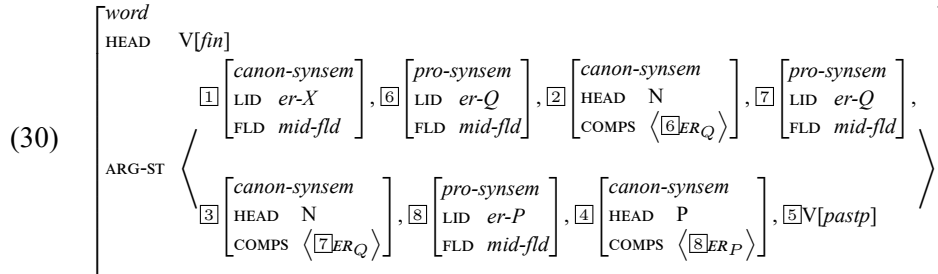 (30)
word
HEAD V[fin]
ARG-ST
1 canon-synsem LID er-X FLD mid-fld , 6 pro-synsem LID er-Q FLD mid-fld , 2 canon-synsem HEAD N COMPS ⟨ 6 ER_Q ⟩ , 7 pro-synsem LID er-Q FLD mid-fld ,
3 canon-synsem HEAD N COMPS ⟨ 7 ER_Q ⟩ , 8 pro-synsem LID er-P FLD mid-fld , 4 canon-synsem HEAD P COMPS ⟨ 8 ER_P ⟩ , 5 V[pastp]